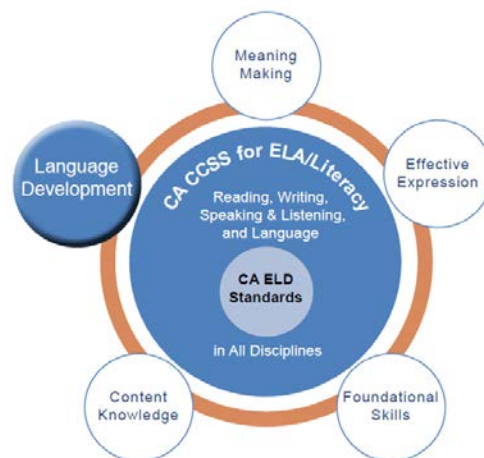 Meaning
Making
Language
Development
Effective
Expression
CA CCSS for ELA/Literacy
Reading, Writing,
Speaking & Listening,
and Language
CA ELD
Standards
in All Disciplines
Content
Knowledge
Foundational
Skills